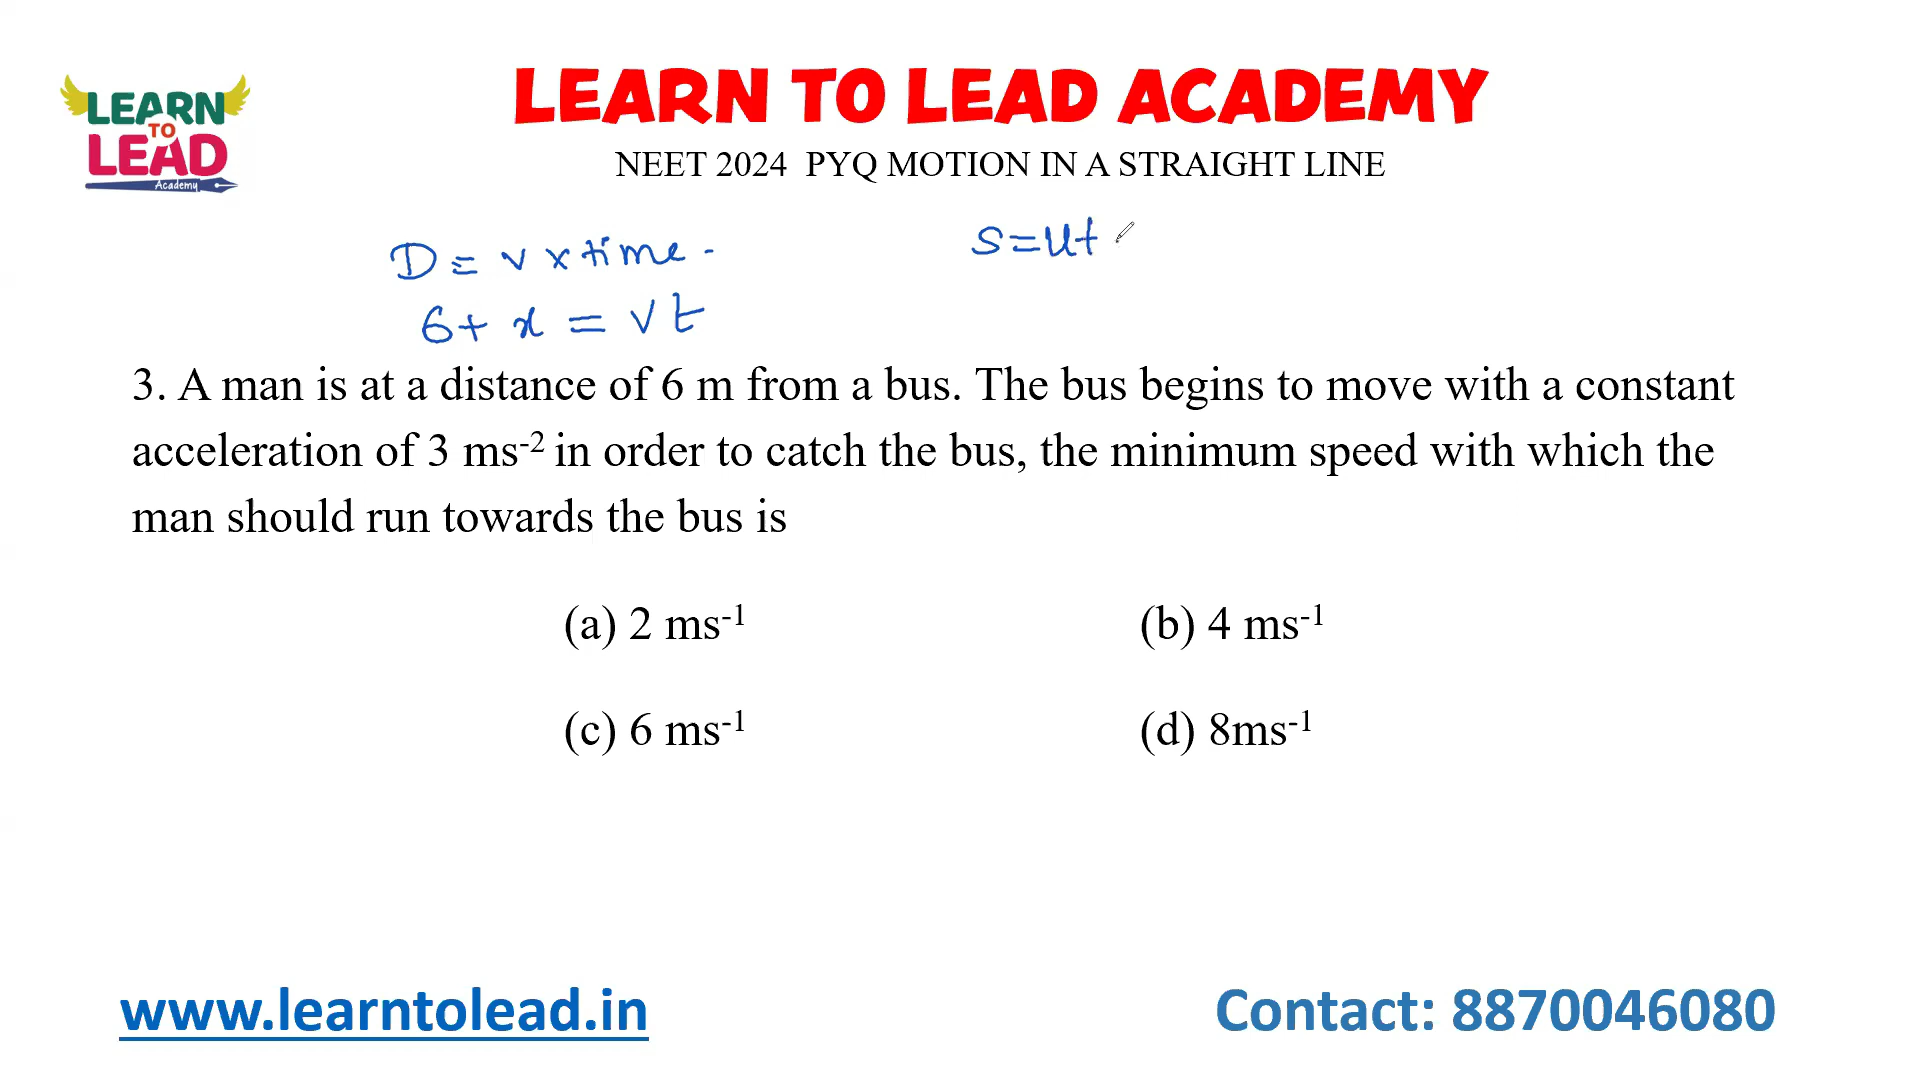 LEARN TO LEAD Academy
LEARN TO LEAD ACADEMY
NEET 2024 PYQ MOTION IN A STRAIGHT LINE
D = v x time.
s = ut
6 + x = vt
3. A man is at a distance of 6 m from a bus. The bus begins to move with a constant
acceleration of 3 ms⁻² in order to catch the bus, the minimum speed with which the
man should run towards the bus is
(a) 2 ms⁻¹ (b) 4 ms⁻¹
(c) 6 ms⁻¹ (d) 8ms⁻¹
www.learntolead.in Contact: 8870046080